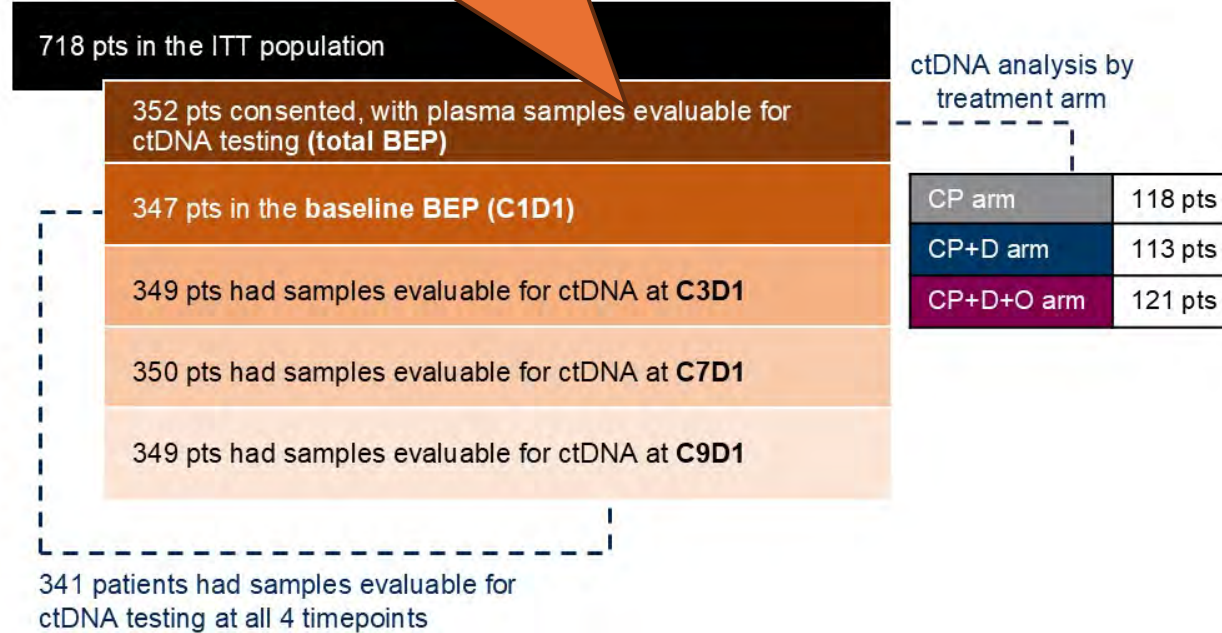 718 pts in the ITT population
352 pts consented, with plasma samples evaluable for
ctDNA testing (total BEP)
347 pts in the baseline BEP (C1D1)
349 pts had samples evaluable for ctDNA at C3D1
350 pts had samples evaluable for ctDNA at C7D1
349 pts had samples evaluable for ctDNA at C9D1
341 patients had samples evaluable for
ctDNA testing at all 4 timepoints
ctDNA analysis by
treatment arm
CP arm 118 pts
CP+D arm 113 pts
CP+D+O arm 121 pts